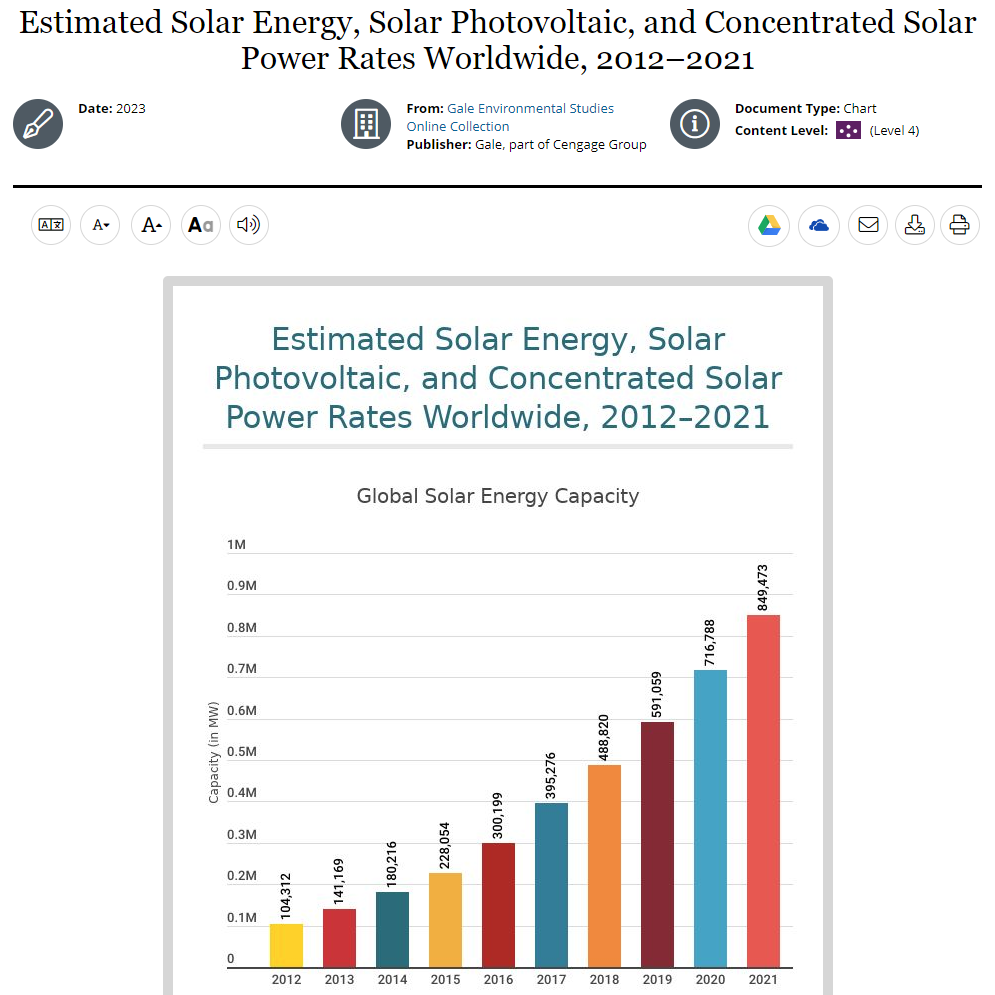 Estimated Solar Energy, Solar Photovoltaic, and Concentrated Solar
Power Rates Worldwide, 2012–2021
Date: 2023
From: Gale Environmental Studies
Online Collection
Publisher: Gale, part of Cengage Group
Document Type: Chart
Content Level: (Level 4)
A文
A
A
Aa
Estimated Solar Energy, Solar
Photovoltaic, and Concentrated Solar
Power Rates Worldwide, 2012–2021
Global Solar Energy Capacity
Capacity (in MW)
1M
0.9M
0.8M
0.7M
0.6M
0.5M
0.4M
0.3M
0.2M
0.1M
0
104,312
141,169
180,216
228,054
300,199
395,276
488,820
591,059
716,788
849,473
2012 2013 2014 2015 2016 2017 2018 2019 2020 2021